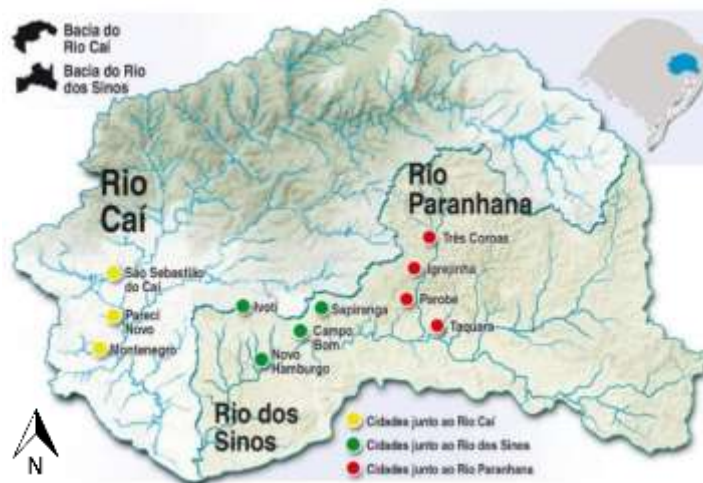 Bacia do
Rio Caí
Bacia do Rio
dos Sinos
Rio
Caí
Rio
Paranhana
Três Coroas
Igrejinha
Parobé
Taquara
São Sebastião
do Caí
Pareci
Novo
Montenegro
Ivoti
Sapiranga
Campo
Bom
Novo
Hamburgo
Rio dos
Sinos
Cidades junto ao Rio Caí
Cidades junto ao Rio dos Sinos
Cidades junto ao Rio Paranhana
N